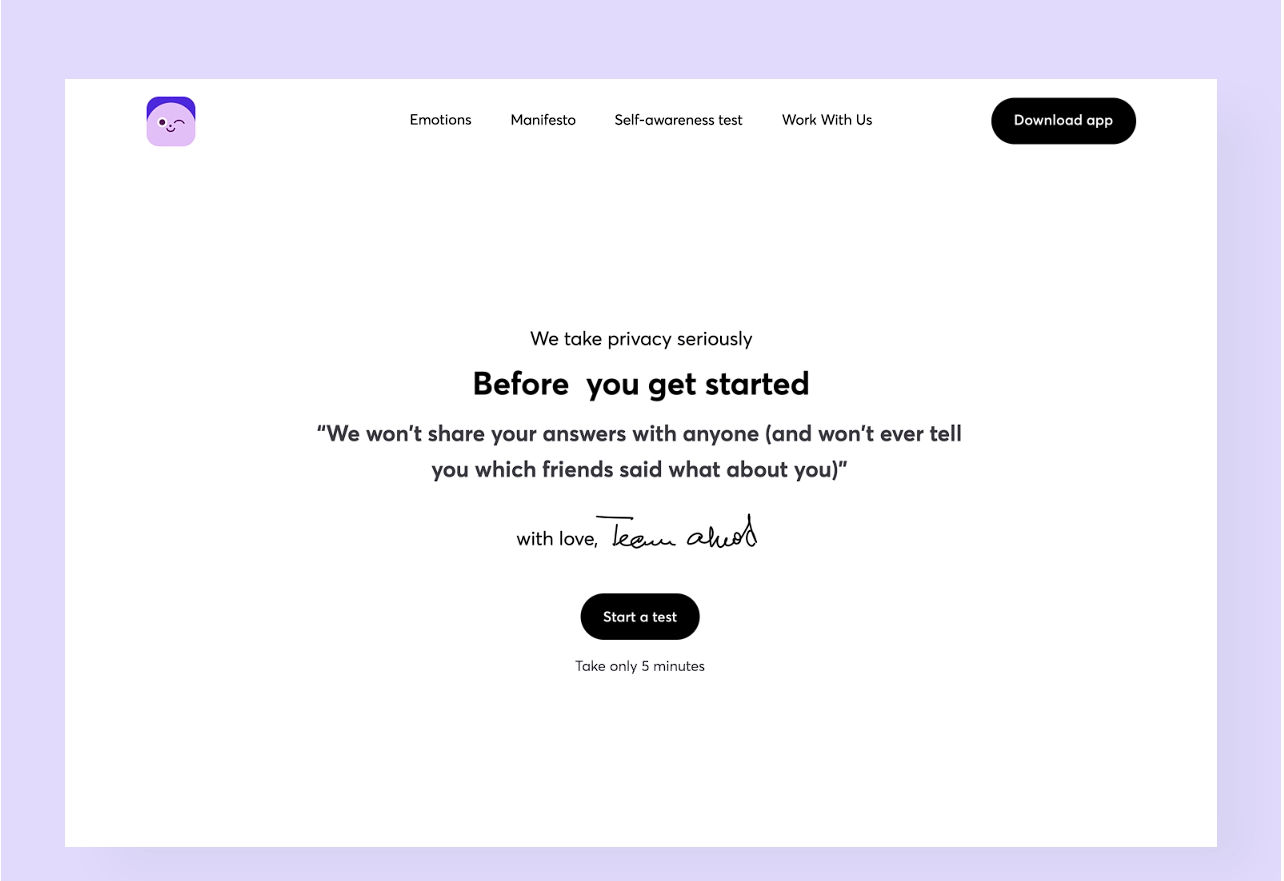 Emotions
Manifesto
Self-awareness test
Work With Us
Download app
We take privacy seriously
Before  you get started
“We won’t share your answers with anyone (and won’t ever tell
you which friends said what about you)”
with love, Team ahead
Start a test
Take only 5 minutes